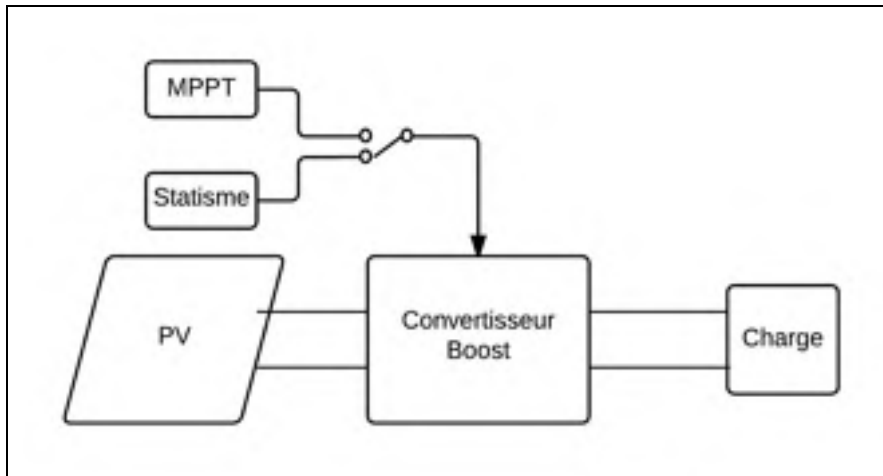 MPPT
Statisme
PV
Convertisseur
Boost
Charge